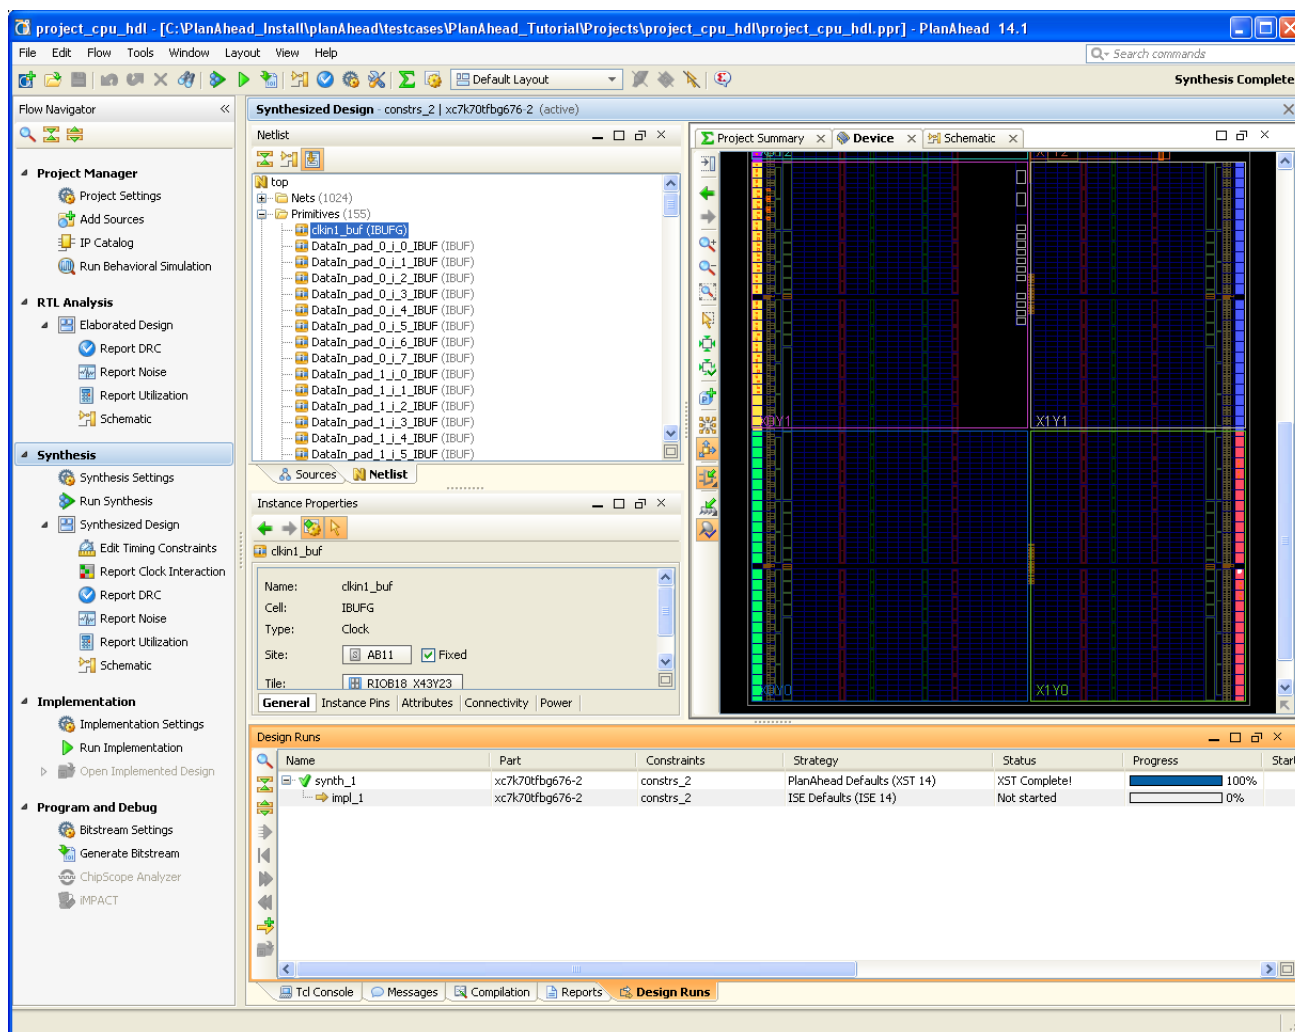 project_cpu_hdl - [C:\PlanAhead_Install\planAhead\testcases\PlanAhead_Tutorial\Projects\project_cpu_hdl\project_cpu_hdl.ppr] - PlanAhead 14.1
File Edit Flow Tools Window Layout View Help
Search commands
Default Layout
Synthesis Complete
Flow Navigator
Project Manager
Project Settings
Add Sources
IP Catalog
Run Behavioral Simulation
RTL Analysis
Elaborated Design
Report DRC
Report Noise
Report Utilization
Schematic
Synthesis
Synthesis Settings
Run Synthesis
Synthesized Design
Edit Timing Constraints
Report Clock Interaction
Report DRC
Report Noise
Report Utilization
Schematic
Implementation
Implementation Settings
Run Implementation
Open Implemented Design
Program and Debug
Bitstream Settings
Generate Bitstream
ChipScope Analyzer
iMPACT
Synthesized Design - constrs_2 | xc7k70tfbg676-2 (active)
Netlist
top
Nets (1024)
Primitives (155)
clkin1_buf (IBUFG)
DataIn_pad_0_i_0_IBUF (IBUF)
DataIn_pad_0_i_1_IBUF (IBUF)
DataIn_pad_0_i_2_IBUF (IBUF)
DataIn_pad_0_i_3_IBUF (IBUF)
DataIn_pad_0_i_4_IBUF (IBUF)
DataIn_pad_0_i_5_IBUF (IBUF)
DataIn_pad_0_i_6_IBUF (IBUF)
DataIn_pad_0_i_7_IBUF (IBUF)
DataIn_pad_1_i_0_IBUF (IBUF)
DataIn_pad_1_i_1_IBUF (IBUF)
DataIn_pad_1_i_2_IBUF (IBUF)
DataIn_pad_1_i_3_IBUF (IBUF)
DataIn_pad_1_i_4_IBUF (IBUF)
DataIn_pad_1_i_5_IBUF (IBUF)
Sources Netlist
Instance Properties
clkin1_buf
Name: clkin1_buf
Cell: IBUFG
Type: Clock
Site: AB11 Fixed
Tile: RIOB18_X43Y23
General Instance Pins Attributes Connectivity Power
Project Summary Device Schematic
X1Y2
X0Y1 X1Y1
X0Y0 X1Y0
Design Runs
Name Part Constraints Strategy Status Progress Start
synth_1 xc7k70tfbg676-2 constrs_2 PlanAhead Defaults (XST 14) XST Complete! 100%
impl_1 xc7k70tfbg676-2 constrs_2 ISE Defaults (ISE 14) Not started 0%
Tcl Console Messages Compilation Reports Design Runs